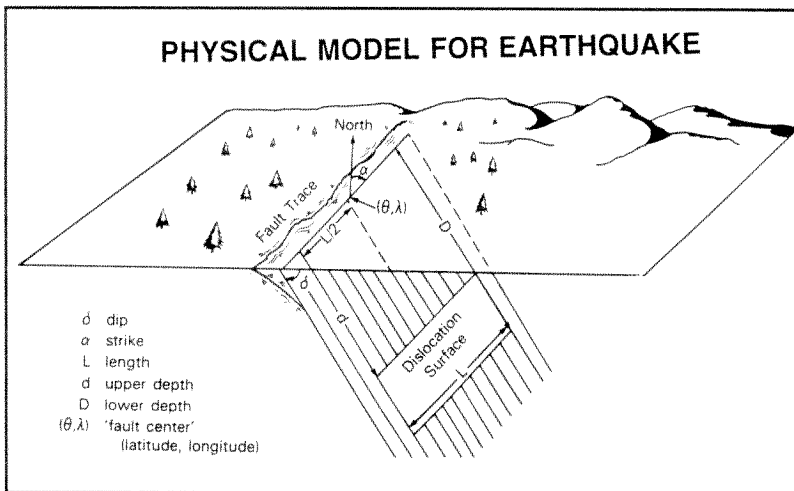 PHYSICAL MODEL FOR EARTHQUAKE
North
α
Fault Trace
(θ,λ)
L/2
D
δ
d
Dislocation
Surface
L
δ dip
α strike
L length
d upper depth
D lower depth
(θ,λ) 'fault center'
(latitude, longitude)